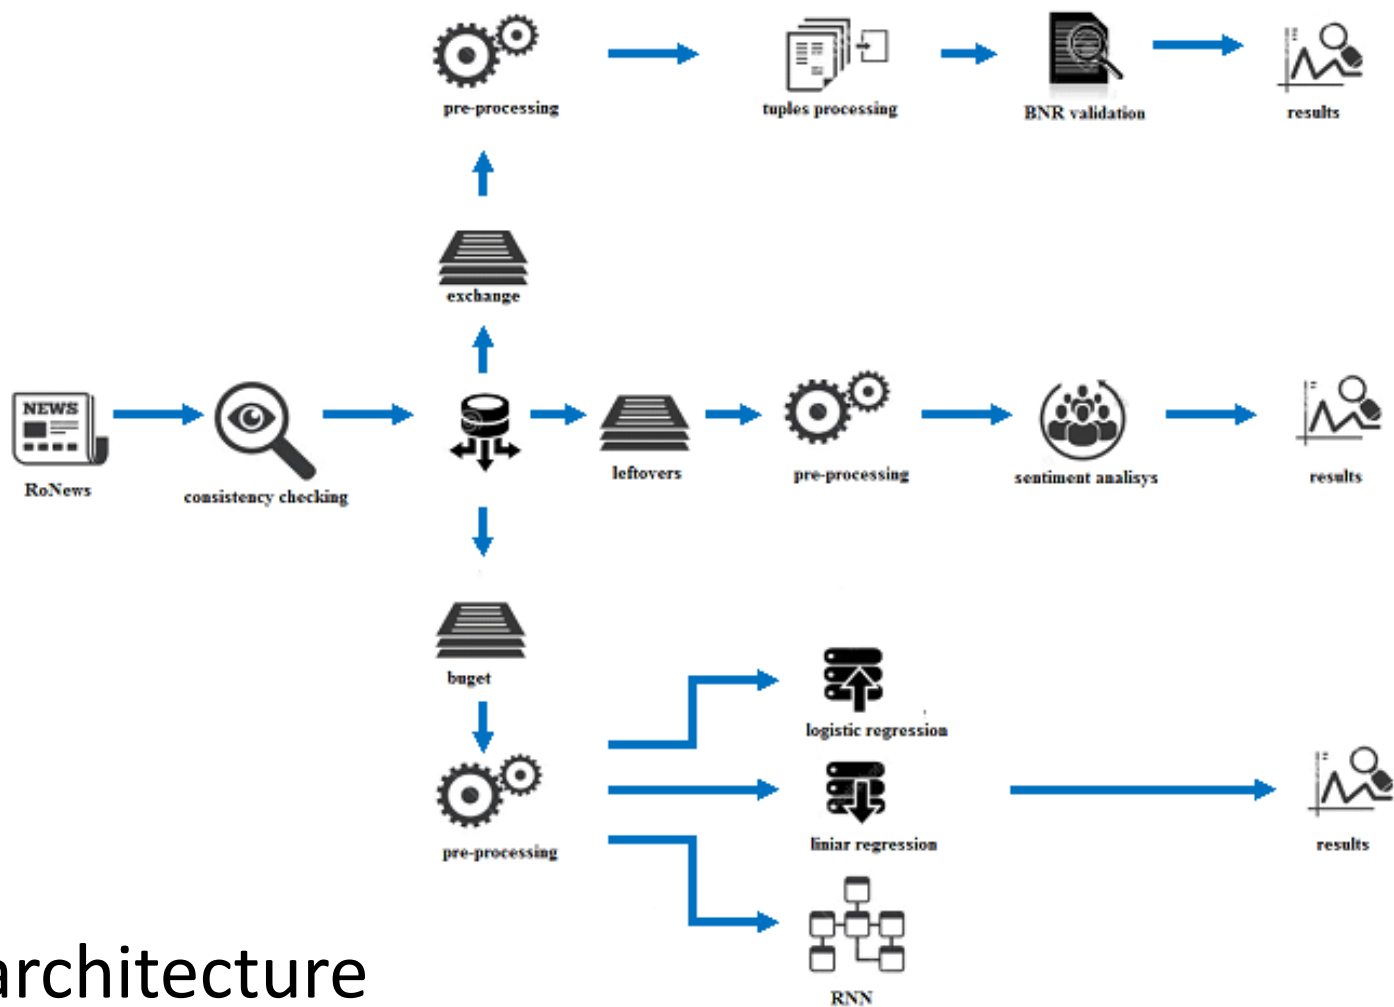 pre-processing
tuples processing
BNR validation
results
exchange
NEWS
RoNews
consistency checking
leftovers
pre-processing
sentiment analisys
results
buget
logistic regression
pre-processing
liniar regression
results
RNN
architecture